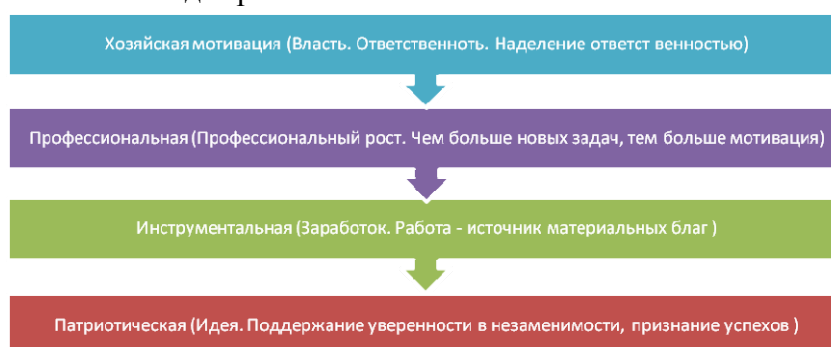 Хозяйская мотивация (Власть. Ответственноть. Наделение ответст венностью)
Профессиональная (Профессиональный рост. Чем больше новых задач, тем больше мотивация)
Инструментальная (Заработок. Работа - источник материальных благ )
Патриотическая (Идея. Поддержание уверенности в незаменимости, признание успехов )